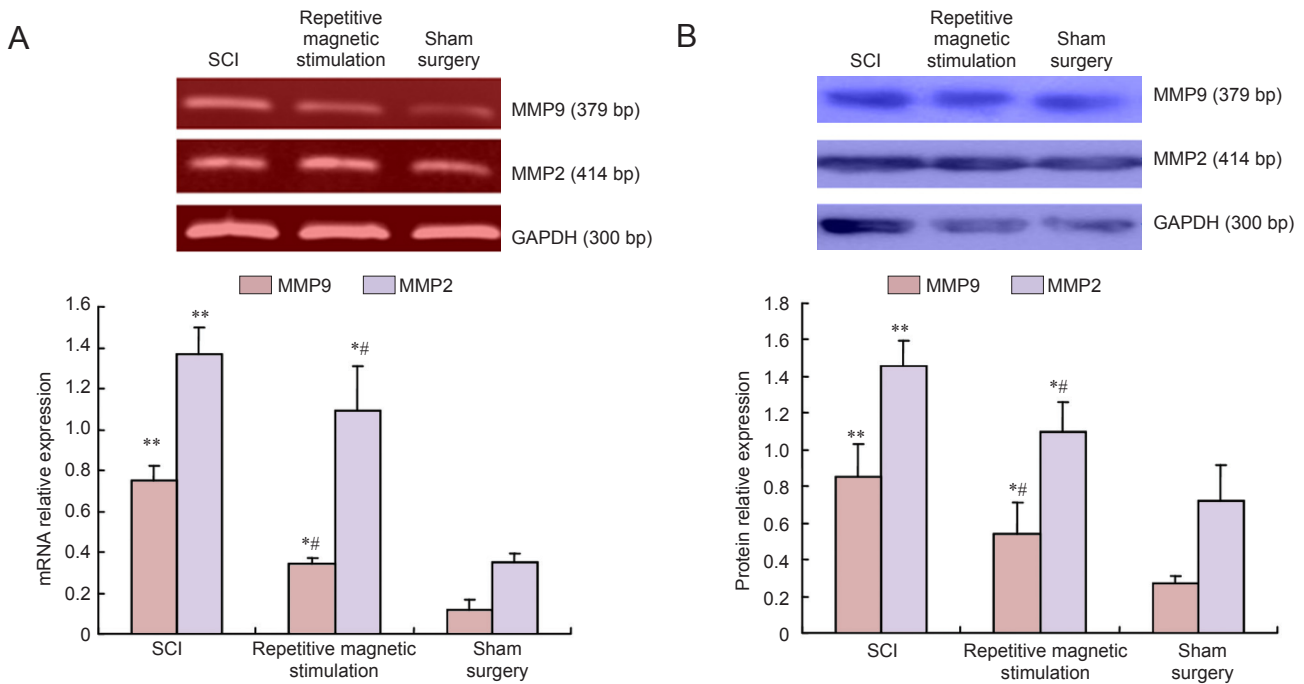 A
SCI
Repetitive
magnetic
stimulation
Sham
surgery
MMP9 (379 bp)
MMP2 (414 bp)
GAPDH (300 bp)
MMP9
MMP2
mRNA relative expression
1.6
1.4
1.2
1.0
0.8
0.6
0.4
0.2
0
**
**
*#
*#
SCI
Repetitive magnetic
stimulation
Sham
surgery
B
SCI
Repetitive
magnetic
stimulation
Sham
surgery
MMP9 (379 bp)
MMP2 (414 bp)
GAPDH (300 bp)
MMP9
MMP2
Protein relative expression
1.8
1.6
1.4
1.2
1.0
0.8
0.6
0.4
0.2
0
**
**
*#
*#
SCI
Repetitive magnetic
stimulation
Sham
surgery